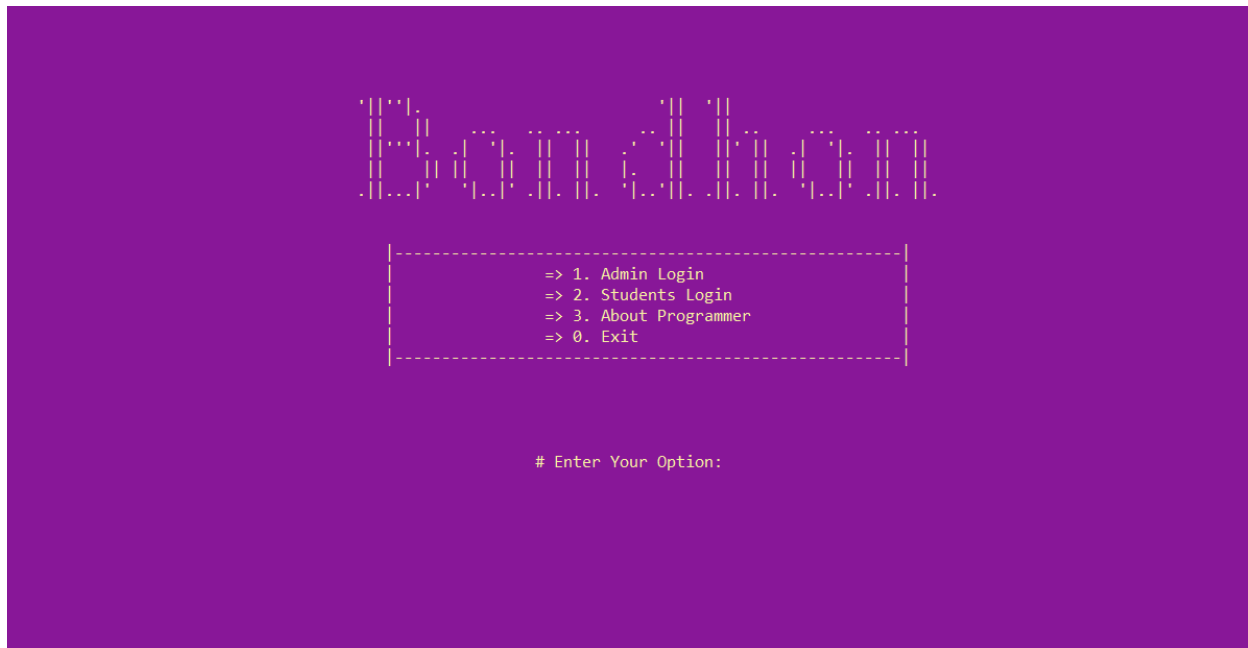 Bondhon
|------------------------------------------------------|
| => 1. Admin Login |
| => 2. Students Login |
| => 3. About Programmer |
| => 0. Exit |
|------------------------------------------------------|
# Enter Your Option: